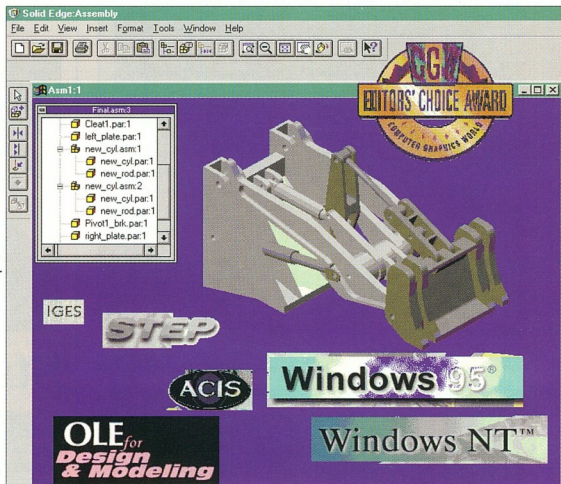 Solid Edge:Assembly
File Edit View Insert Format Tools Window Help
Asm1:1
CGW
EDITORS' CHOICE AWARD
COMPUTER GRAPHICS WORLD
Final.asm:3
Cleat1.par:1
left_plate.par:1
new_cyl.asm:1
new_cyl.par:1
new_rod.par:1
new_cyl.asm:2
new_cyl.par:1
new_rod.par:1
Pivot1_brk.par:1
right_plate.par:1
IGES
STEP
ACIS
Windows 95®
OLE for
Design
& Modeling
Windows NT™